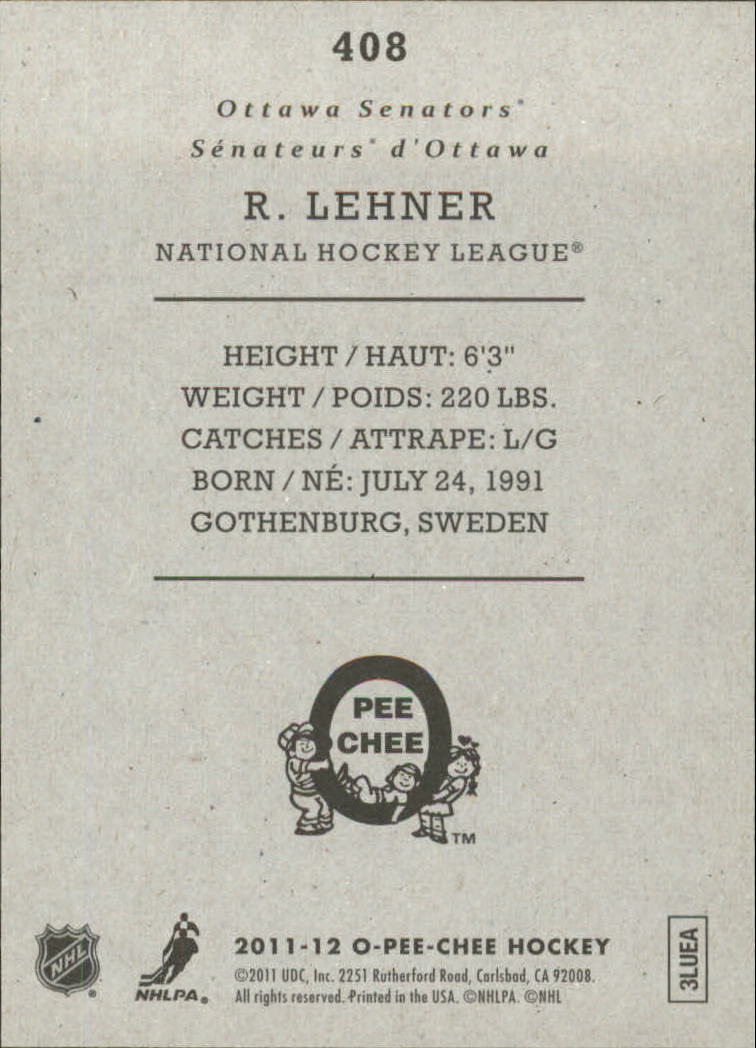 408
Ottawa Senators®
Sénateurs® d'Ottawa
R. LEHNER
NATIONAL HOCKEY LEAGUE®
HEIGHT / HAUT: 6'3"
WEIGHT / POIDS: 220 LBS.
CATCHES / ATTRAPE: L/G
BORN / NÉ: JULY 24, 1991
GOTHENBURG, SWEDEN
O
PEE
CHEE
TM
NHL®
NHLPA®
2011-12 O-PEE-CHEE HOCKEY
©2011 UDC, Inc. 2251 Rutherford Road, Carlsbad, CA 92008.
All rights reserved. Printed in the USA. ©NHLPA. ©NHL
3LUEA